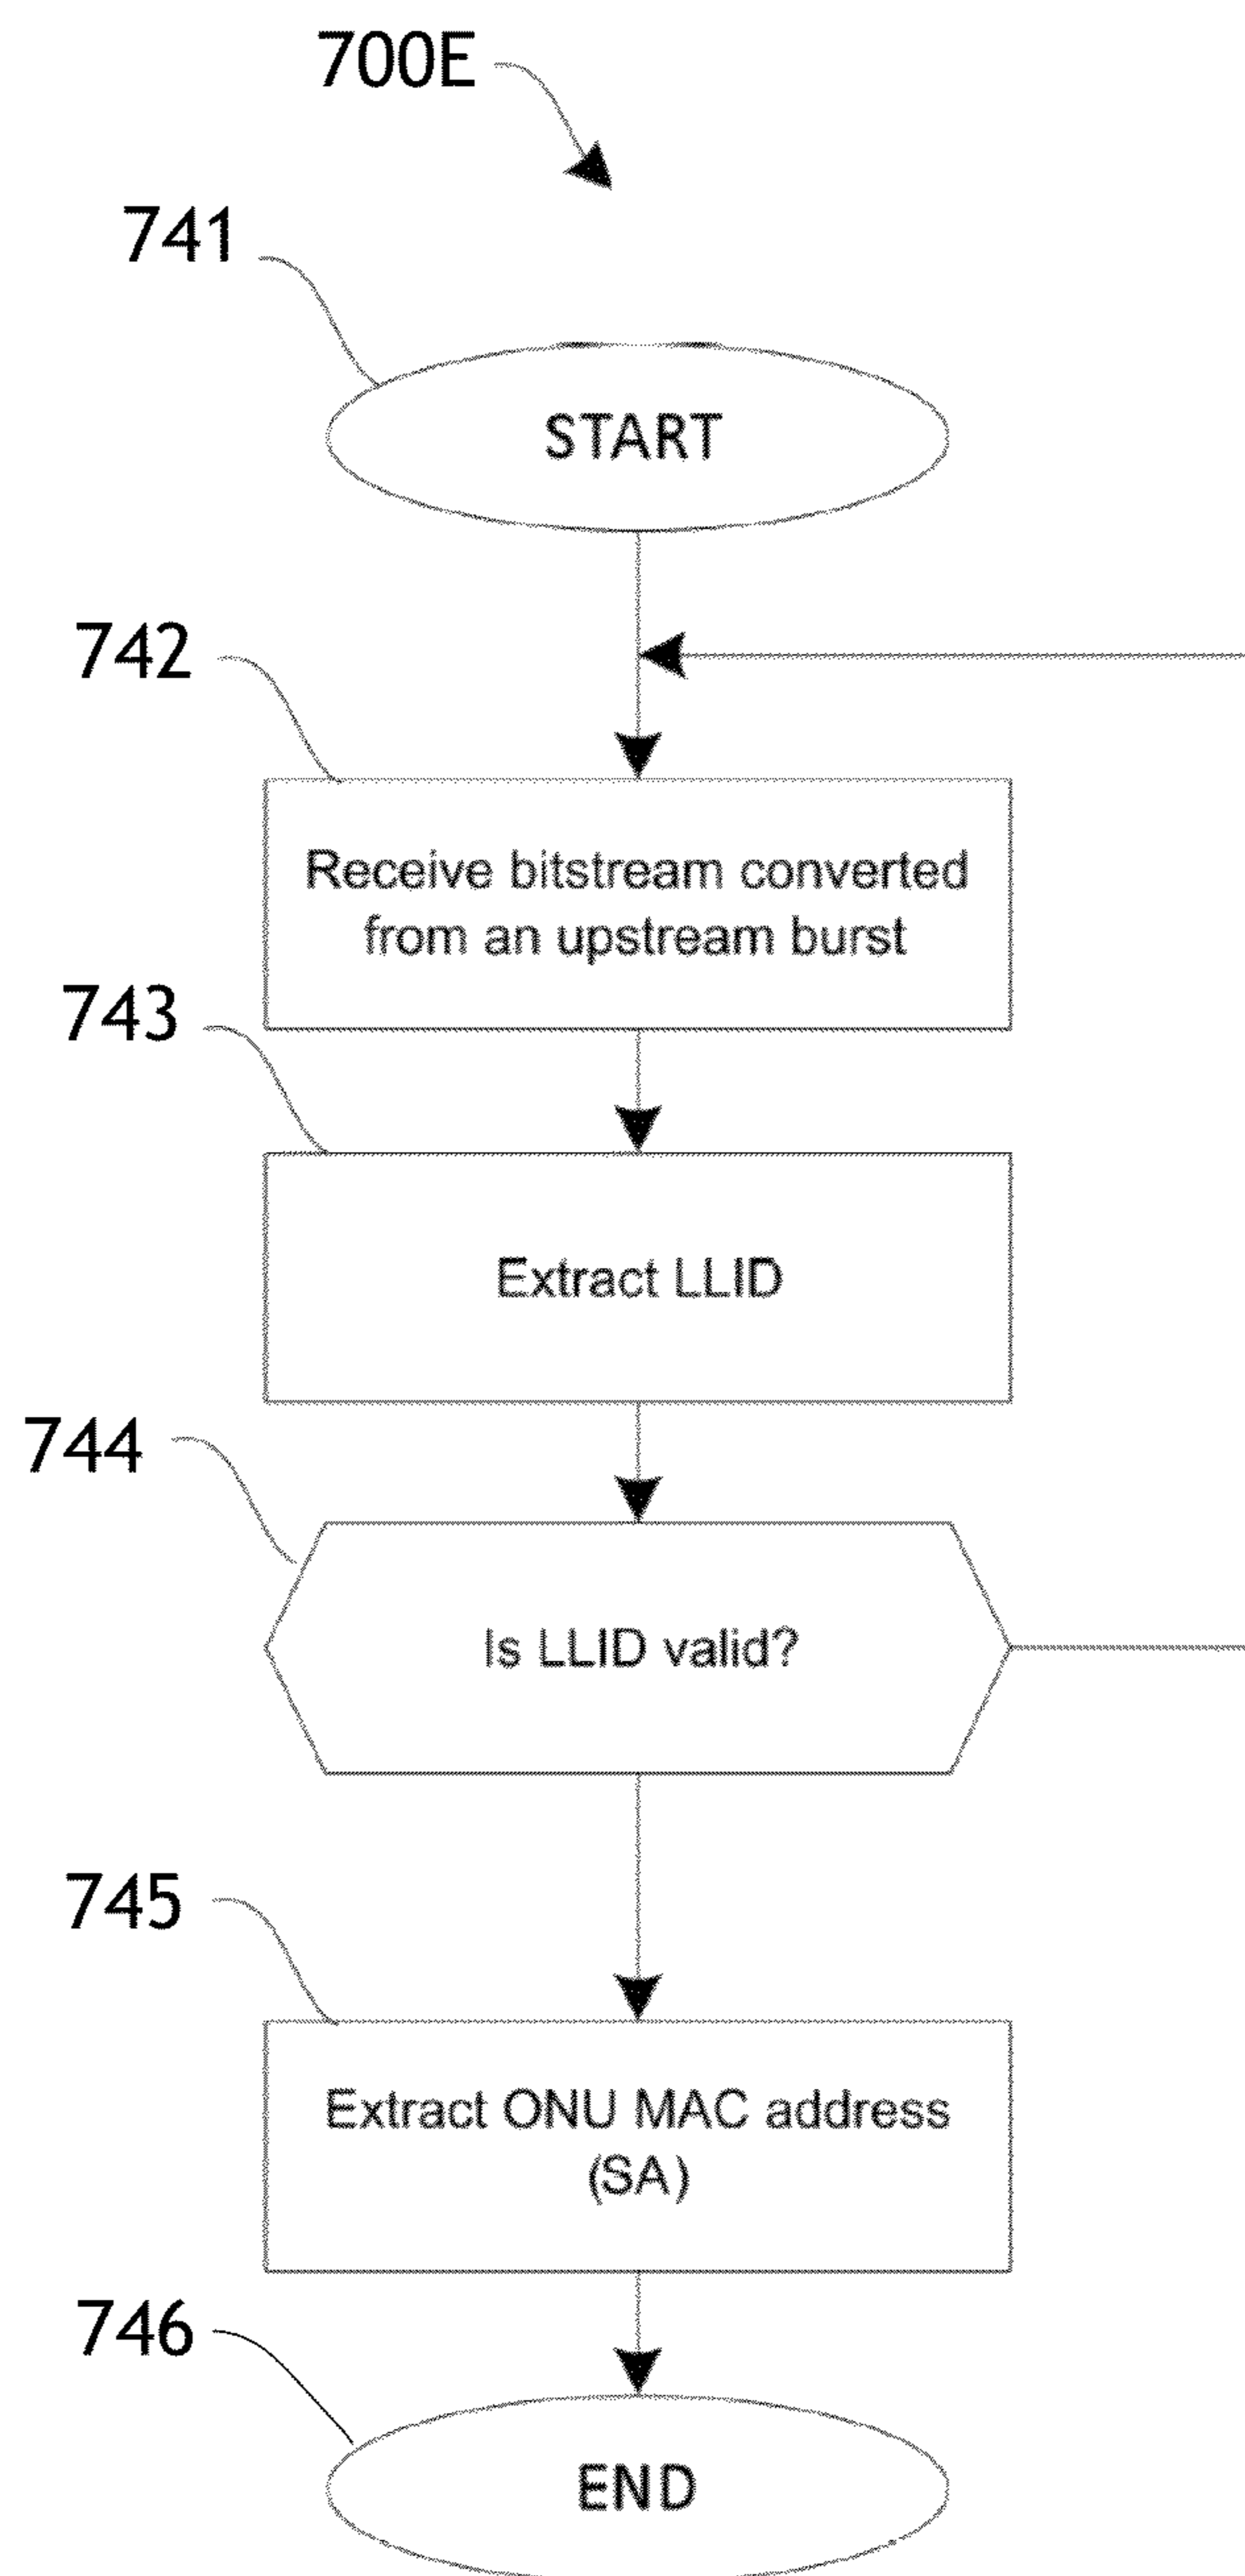 700E
741
START
742
Receive bitstream converted
from an upstream burst
743
Extract LLID
744
Is LLID valid?
745
Extract ONU MAC address
(SA)
746
END